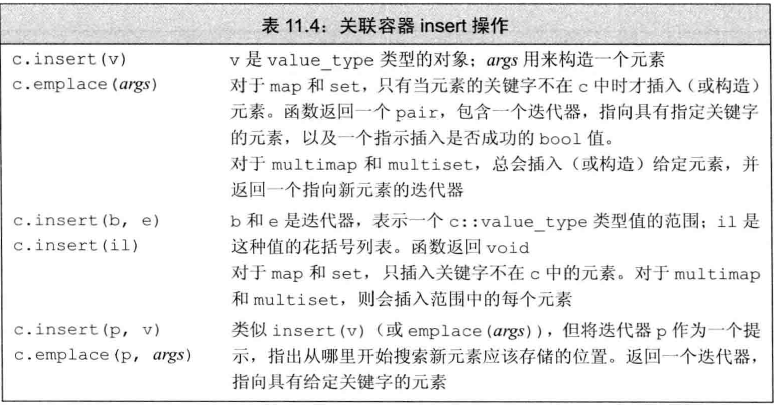 表 11.4：关联容器 insert 操作
c.insert(v) v 是 value_type 类型的对象；args 用来构造一个元素
c.emplace(args) 对于 map 和 set，只有当元素的关键字不在 c 中时才插入（或构造）
元素。函数返回一个 pair，包含一个迭代器，指向具有指定关键字
的元素，以及一个指示插入是否成功的 bool 值。
对于 multimap 和 multiset，总会插入（或构造）给定元素，并
返回一个指向新元素的迭代器
c.insert(b, e) b 和 e 是迭代器，表示一个 c::value_type 类型值的范围；il 是
c.insert(il) 这种值的花括号列表。函数返回 void
对于 map 和 set，只插入关键字不在 c 中的元素。对于 multimap
和 multiset，则会插入范围中的每个元素
c.insert(p, v) 类似 insert(v)（或 emplace(args)），但将迭代器 p 作为一个提
c.emplace(p, args) 示，指出从哪里开始搜索新元素应该存储的位置。返回一个迭代器，
指向具有给定关键字的元素